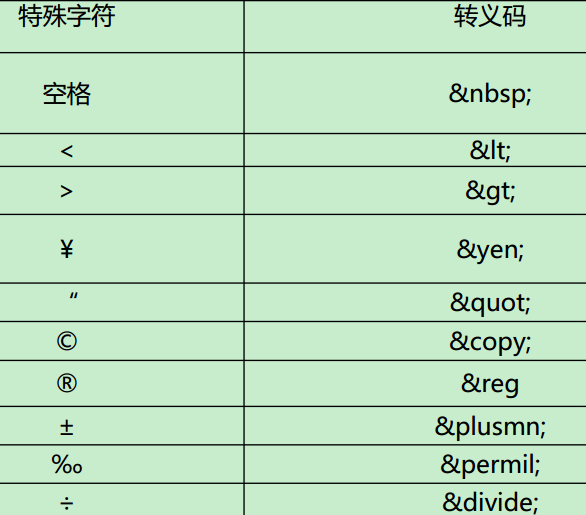 特殊字符 转义码
空格 &nbsp;
< &lt;
> &gt;
¥ &yen;
“ &quot;
© &copy;
® &reg
± &plusmn;
‰ &permil;
÷ &divide;